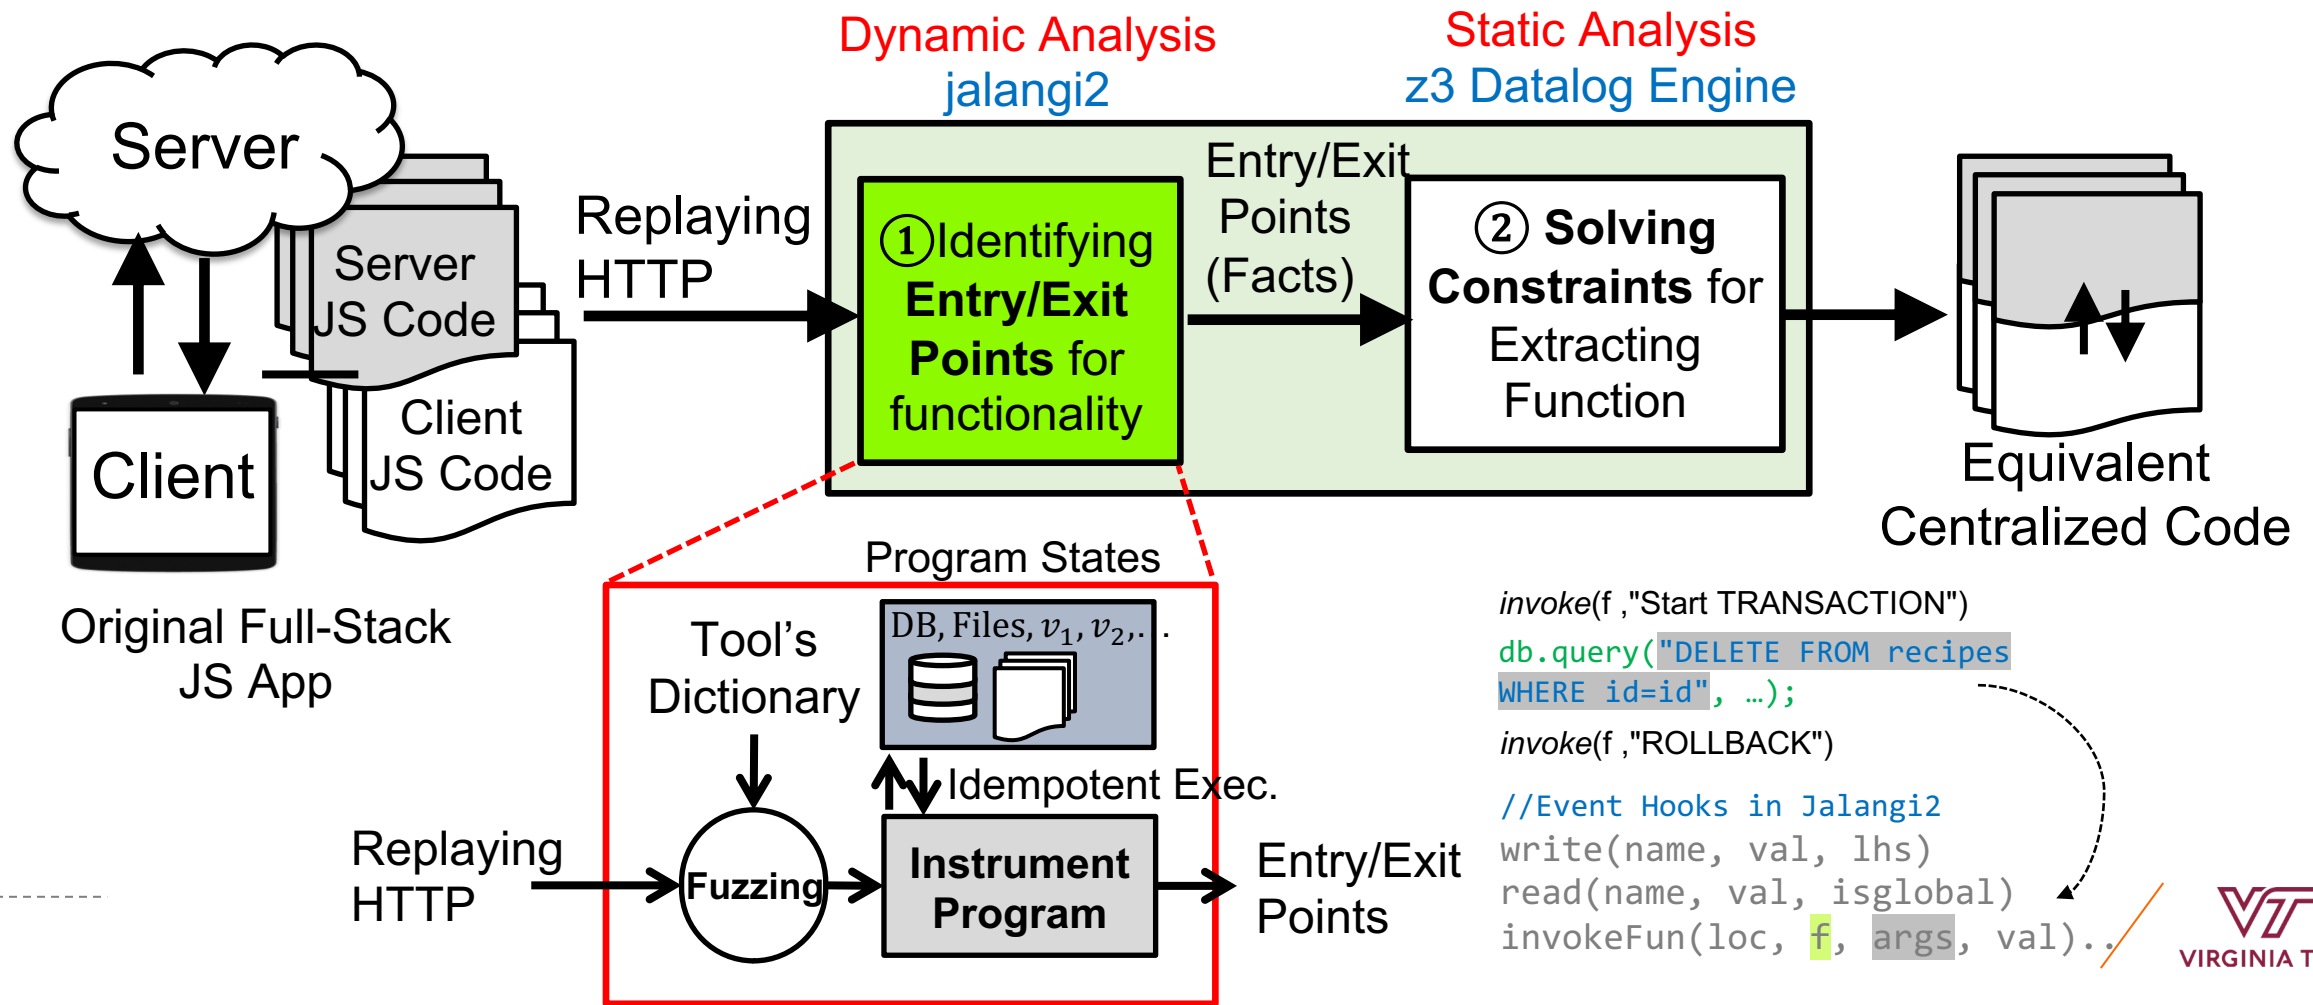 Dynamic Analysis
jalangi2
Static Analysis
z3 Datalog Engine
Server
Server
JS Code
Client
JS Code
Client
Original Full-Stack
JS App
Replaying
HTTP
①Identifying
Entry/Exit
Points for
functionality
Entry/Exit
Points
(Facts)
② Solving
Constraints for
Extracting
Function
Equivalent
Centralized Code
Program States
DB, Files, v₁, v₂,...
Tool's
Dictionary
Idempotent Exec.
Replaying
HTTP
Fuzzing
Instrument
Program
Entry/Exit
Points
invoke(f ,"Start TRANSACTION")
db.query("DELETE FROM recipes
WHERE id=id", …);
invoke(f ,"ROLLBACK")
//Event Hooks in Jalangi2
write(name, val, lhs)
read(name, val, isglobal)
invokeFun(loc, f, args, val)..
VT
VIRGINIA T